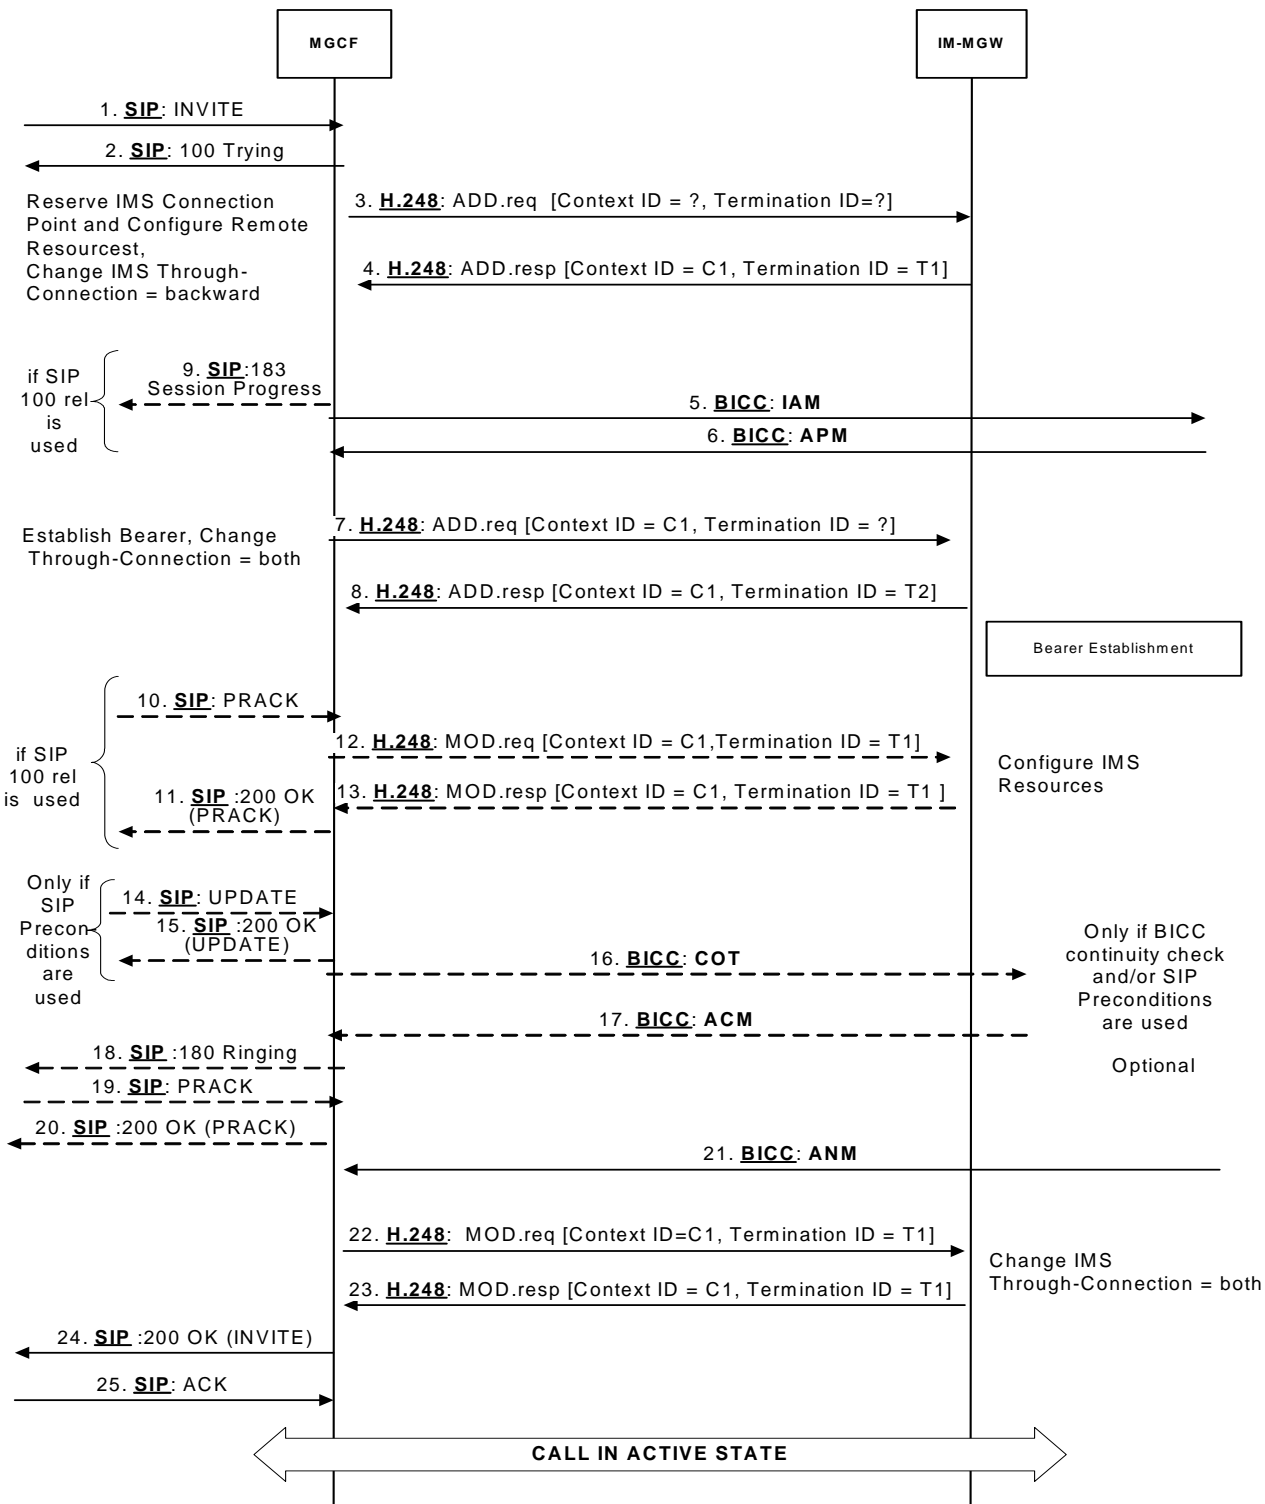 MGCF
IM-MGW
1. SIP: INVITE
2. SIP: 100 Trying
Reserve IMS Connection
Point and Configure Remote
Resourcest,
Change IMS Through-
Connection = backward
3. H.248: ADD.req [Context ID = ?, Termination ID=?]
4. H.248: ADD.resp [Context ID = C1, Termination ID = T1]
if SIP
100 rel
is
used
9. SIP:183
Session Progress
5. BICC: IAM
6. BICC: APM
Establish Bearer, Change
Through-Connection = both
7. H.248: ADD.req [Context ID = C1, Termination ID = ?]
8. H.248: ADD.resp [Context ID = C1, Termination ID = T2]
Bearer Establishment
if SIP
100 rel
is used
10. SIP: PRACK
12. H.248: MOD.req [Context ID = C1,Termination ID = T1]
11. SIP :200 OK
(PRACK)
13. H.248: MOD.resp [Context ID = C1, Termination ID = T1 ]
Configure IMS
Resources
Only if
SIP
Precon
ditions
are
used
14. SIP: UPDATE
15. SIP :200 OK
(UPDATE)
16. BICC: COT
Only if BICC
continuity check
and/or SIP
Preconditions
are used
17. BICC: ACM
Optional
18. SIP :180 Ringing
19. SIP: PRACK
20. SIP :200 OK (PRACK)
21. BICC: ANM
22. H.248: MOD.req [Context ID=C1, Termination ID = T1]
23. H.248: MOD.resp [Context ID = C1, Termination ID = T1]
Change IMS
Through-Connection = both
24. SIP :200 OK (INVITE)
25. SIP: ACK
CALL IN ACTIVE STATE